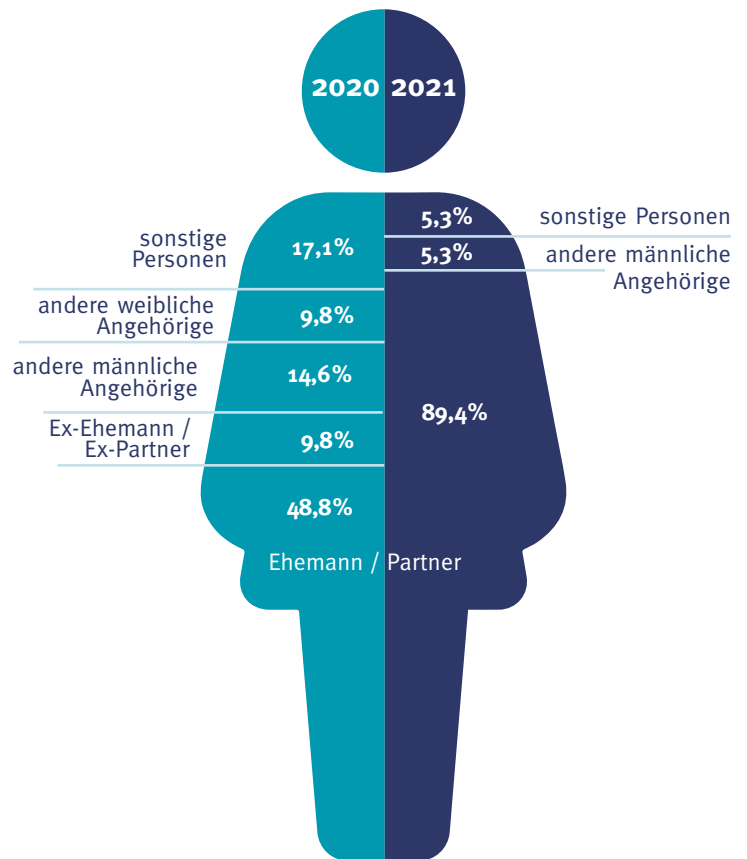 2020 2021
5,3% sonstige Personen
sonstige
Personen
17,1%
5,3% andere männliche
Angehörige
andere weibliche
Angehörige
9,8%
andere männliche
Angehörige
14,6%
89,4%
Ex-Ehemann /
Ex-Partner
9,8%
48,8%
Ehemann / Partner